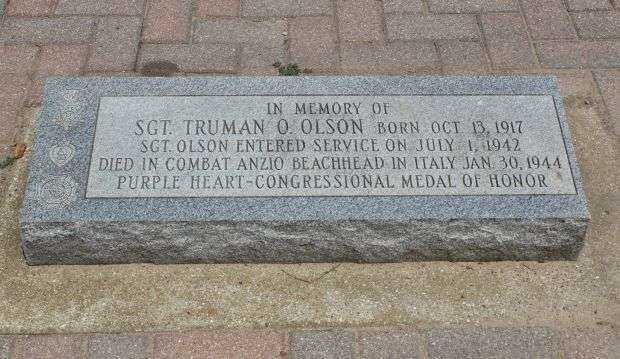 IN MEMORY OF
SGT. TRUMAN O. OLSON BORN OCT 13, 1917
SGT. OLSON ENTERED SERVICE ON JULY 1, 1942
DIED IN COMBAT ANZIO BEACHHEAD IN ITALY JAN. 30, 1944
PURPLE HEART-CONGRESSIONAL MEDAL OF HONOR